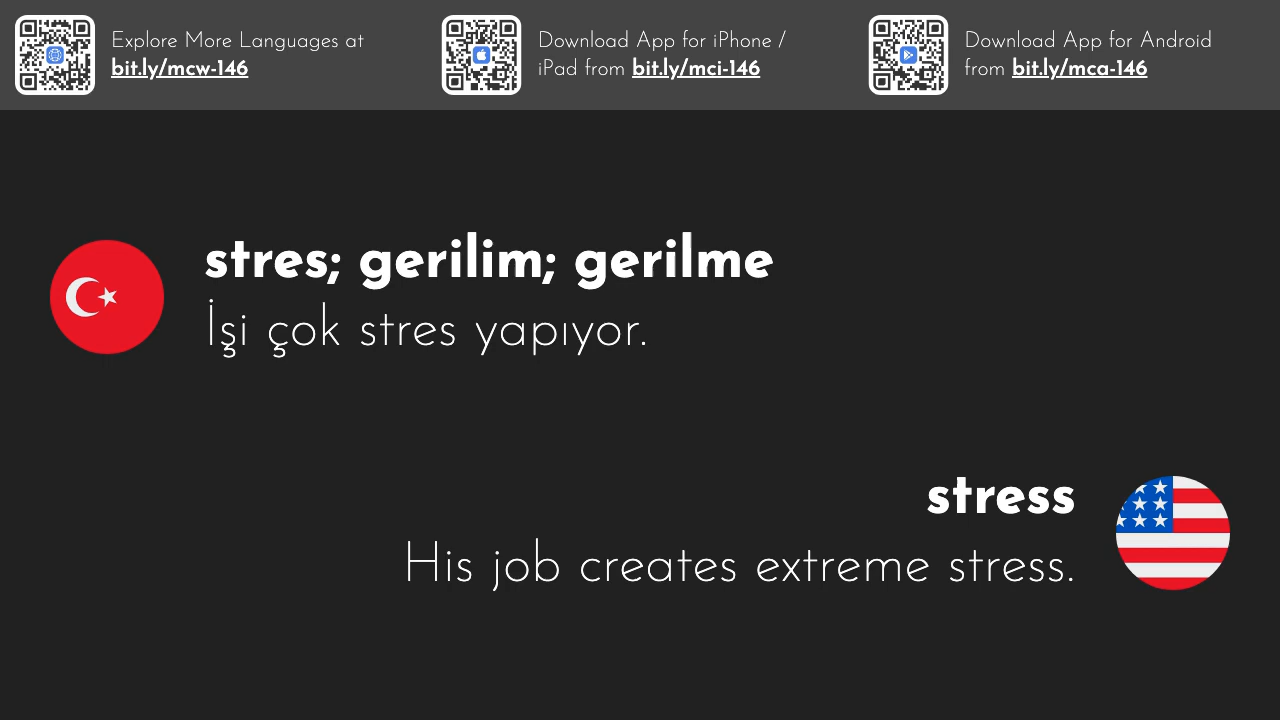 Explore More Languages at
bit.ly/mcw-146
Download App for iPhone /
iPad from bit.ly/mci-146
Download App for Android
from bit.ly/mca-146
stres; gerilim; gerilme
İşi çok stres yapıyor.
stress
His job creates extreme stress.